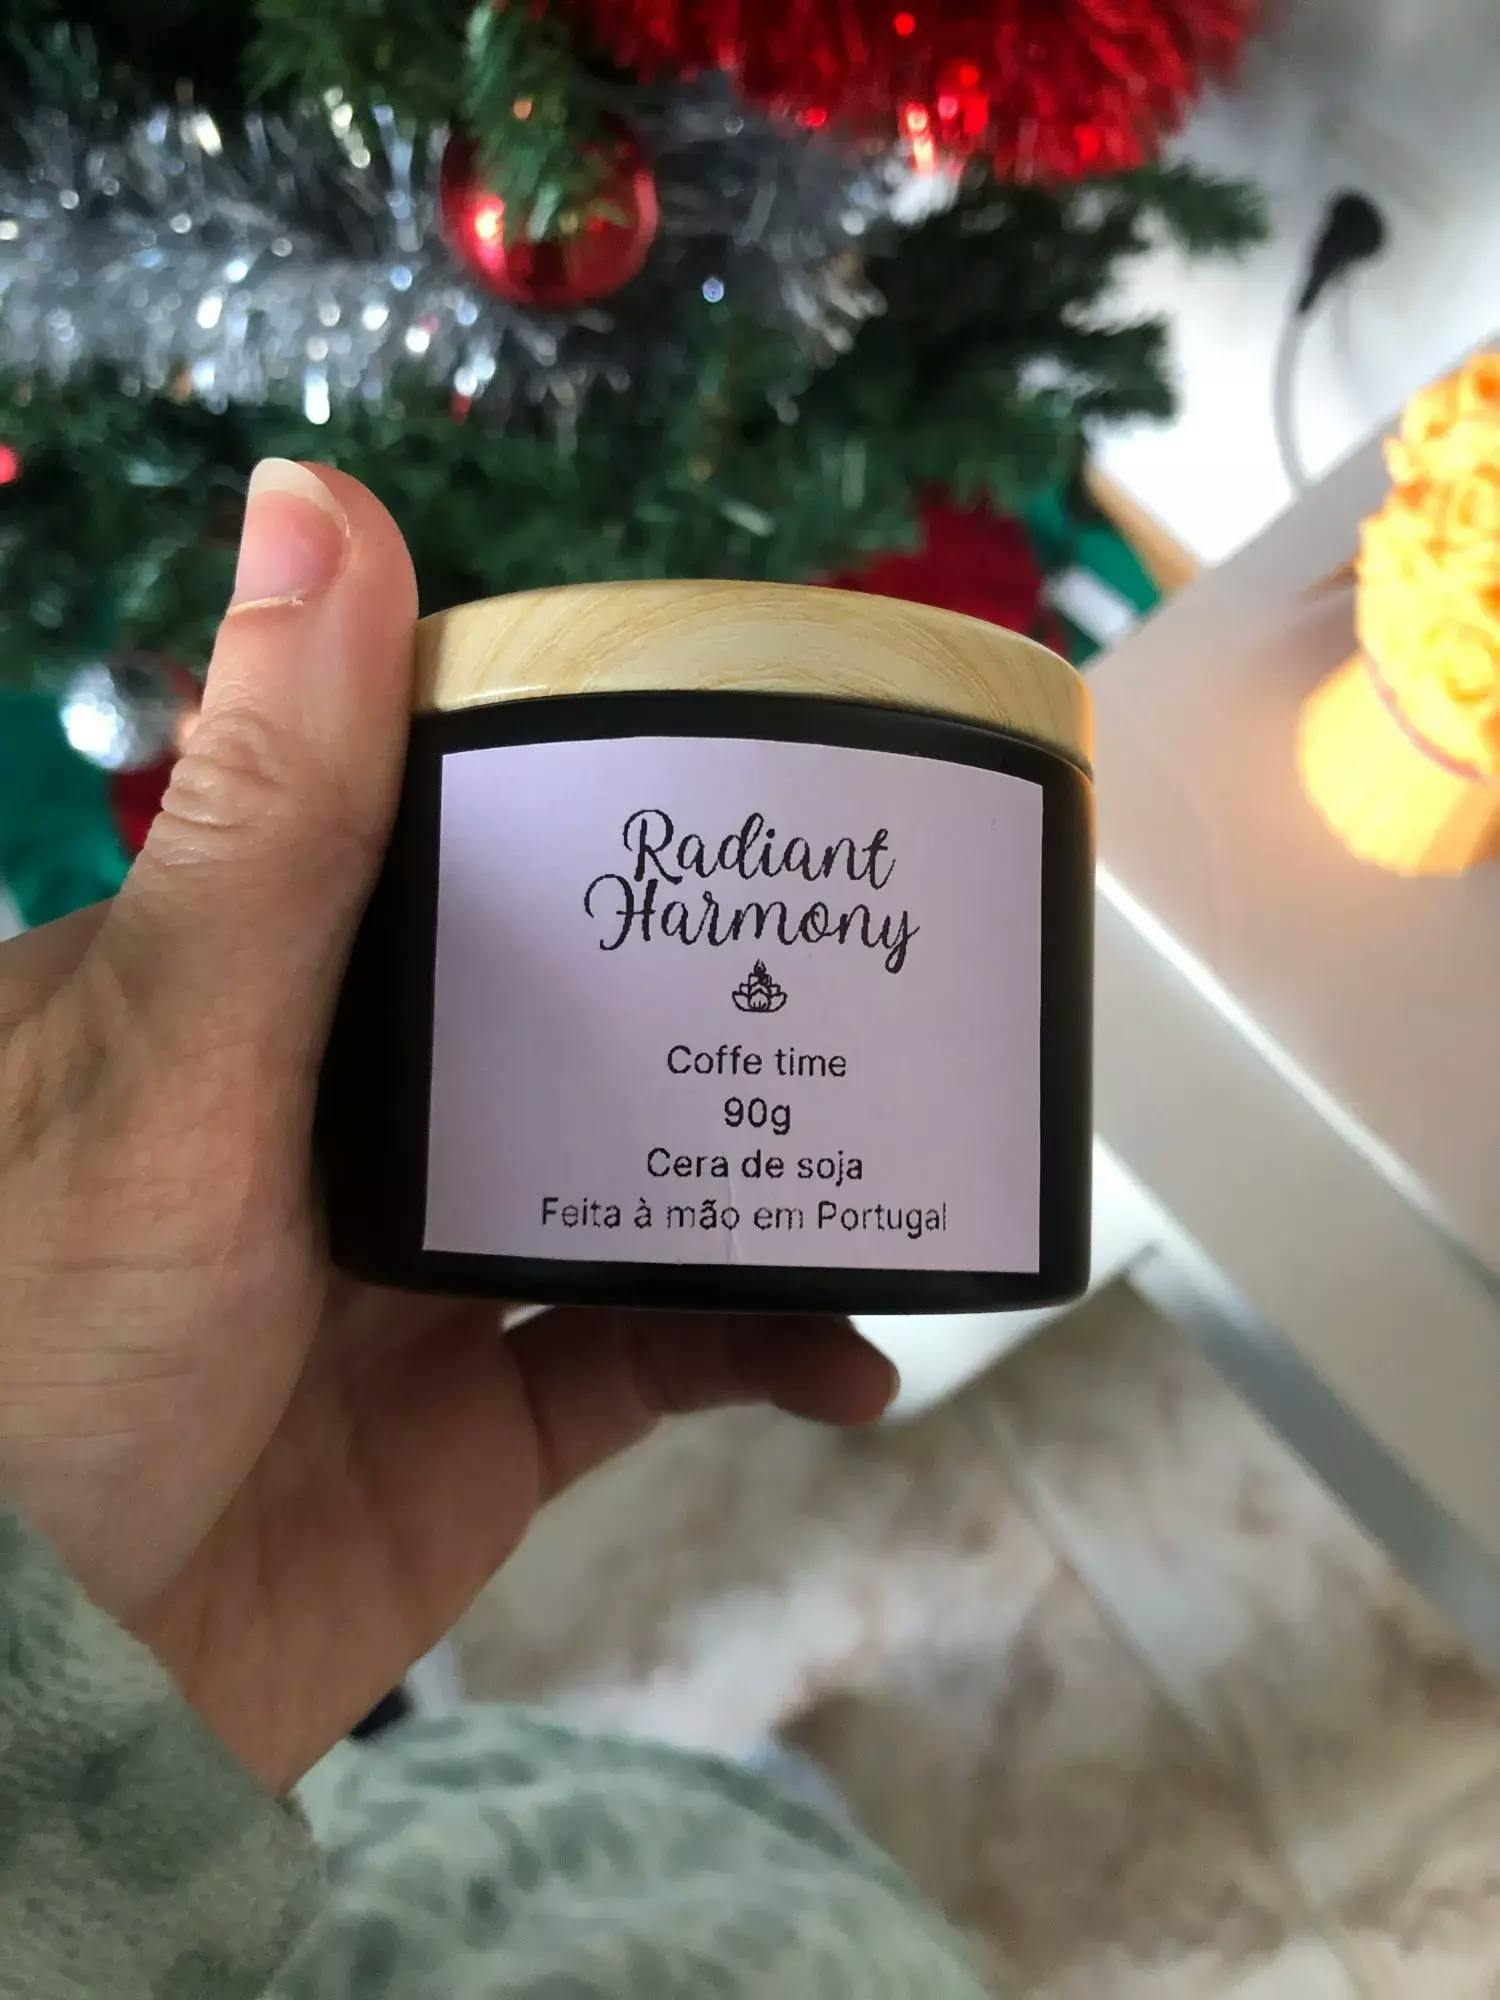 Radiant
Harmony
Coffe time
90g
Cera de soja
Feita à mão em Portugal